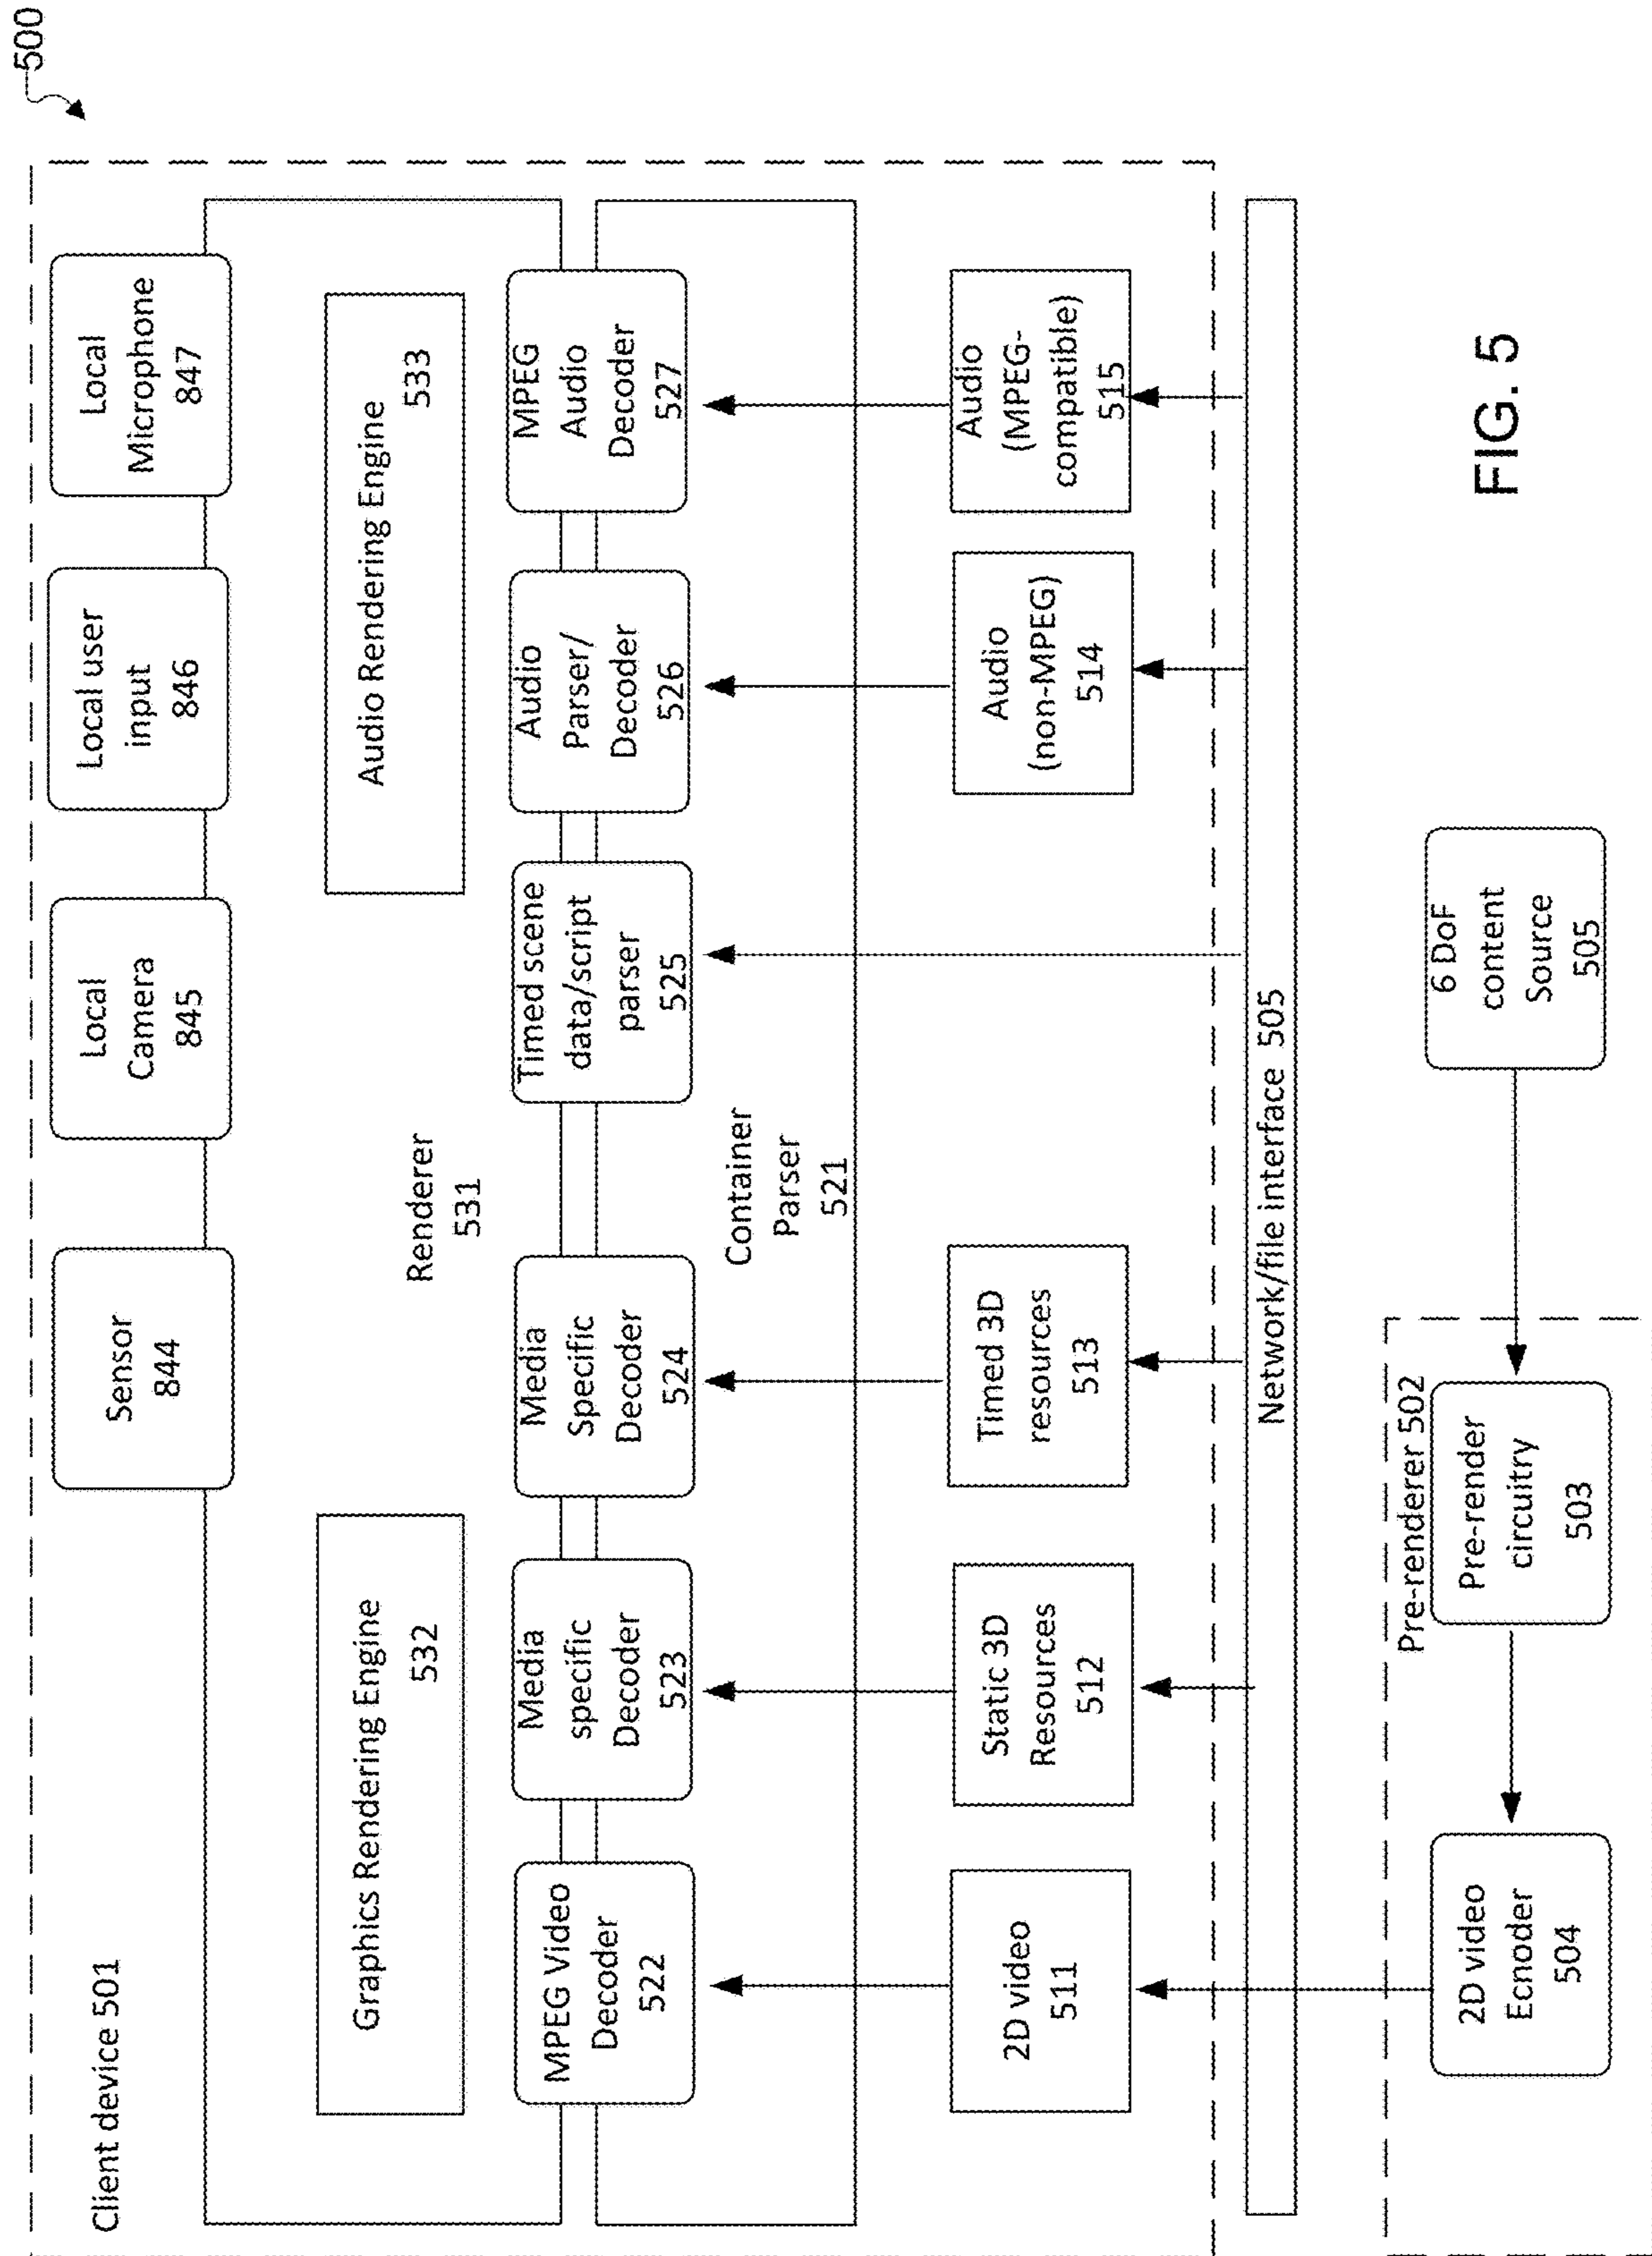 500
Client device 501
Sensor
844
Local
Camera
845
Local user
input
846
Local
Microphone
847
Graphics Rendering Engine
532
Renderer
531
Audio Rendering Engine
533
MPEG Video
Decoder
522
Media
specific
Decoder
523
Media
Specific
Decoder
524
Timed scene
data/script
parser
525
Audio
Parser/
Decoder
526
MPEG
Audio
Decoder
527
Container
Parser
521
2D video
511
Static 3D
Resources
512
Timed 3D
resources
513
Audio
(non-MPEG)
514
Audio
(MPEG-
compatible)
515
Network/file interface 505
Pre-renderer 502
2D video
Ecnoder
504
Pre-render
circuitry
503
6 DoF
content
Source
505
FIG. 5